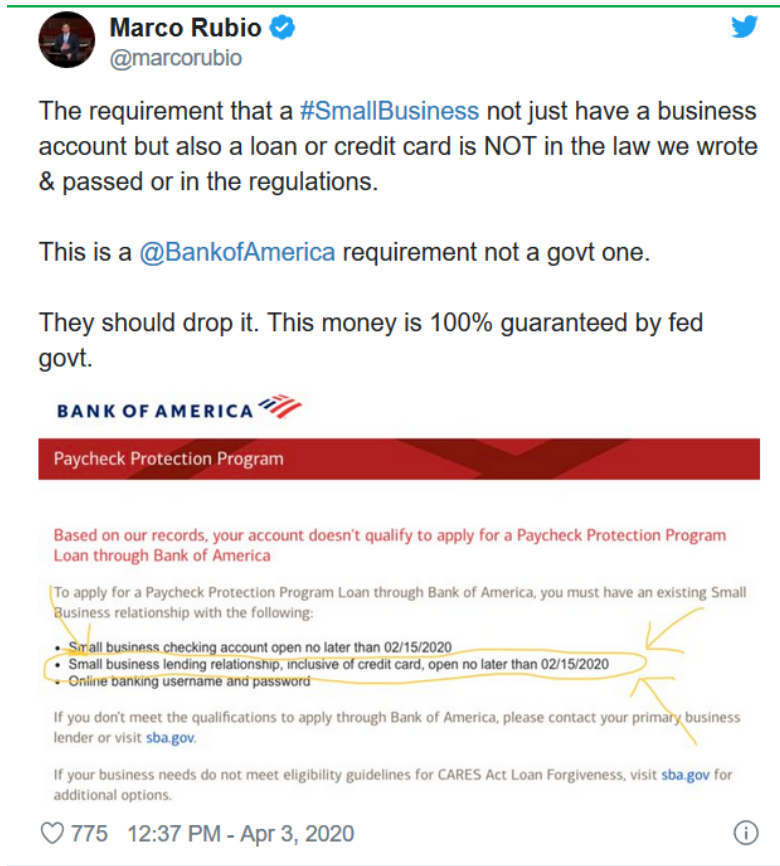 Marco Rubio
@marcorubio
The requirement that a #SmallBusiness not just have a business
account but also a loan or credit card is NOT in the law we wrote
& passed or in the regulations.
This is a @BankofAmerica requirement not a govt one.
They should drop it. This money is 100% guaranteed by fed
govt.
BANK OF AMERICA
Paycheck Protection Program
Based on our records, your account doesn't qualify to apply for a Paycheck Protection Program
Loan through Bank of America
To apply for a Paycheck Protection Program Loan through Bank of America, you must have an existing Small
Business relationship with the following:
• Small business checking account open no later than 02/15/2020
• Small business lending relationship, inclusive of credit card, open no later than 02/15/2020
• Online banking username and password
If you don't meet the qualifications to apply through Bank of America, please contact your primary business
lender or visit sba.gov.
If your business needs do not meet eligibility guidelines for CARES Act Loan Forgiveness, visit sba.gov for
additional options.
775 12:37 PM - Apr 3, 2020